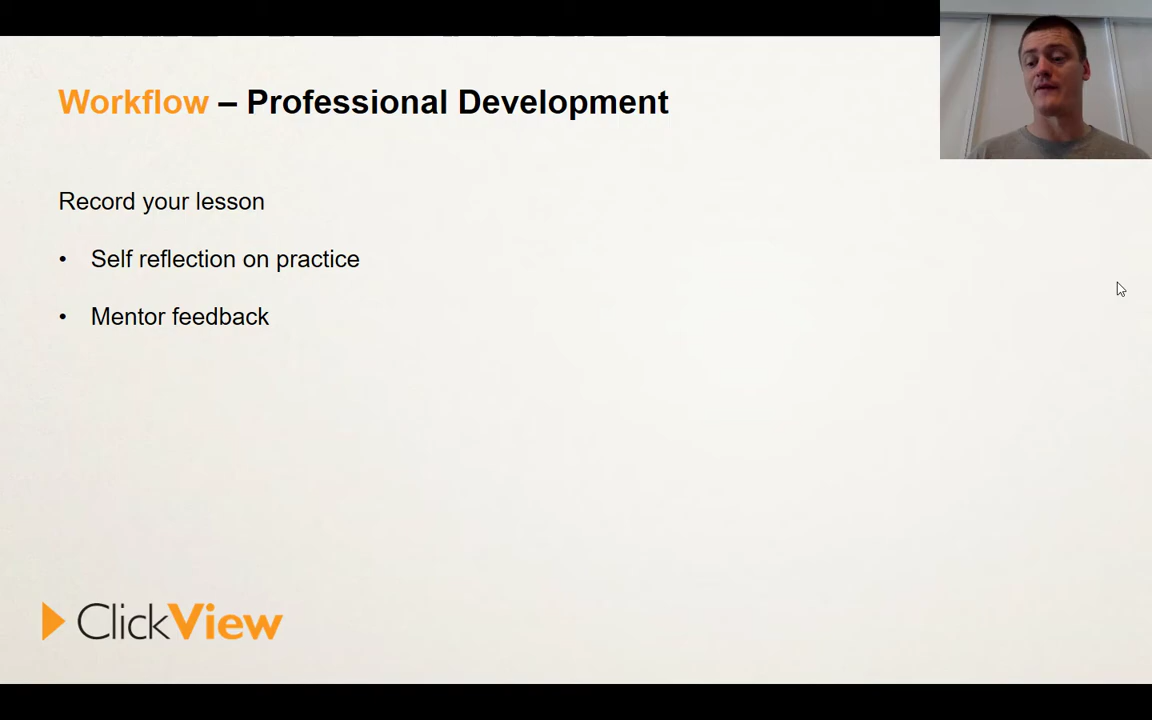 Workflow – Professional Development
Record your lesson
• Self reflection on practice
• Mentor feedback
ClickView